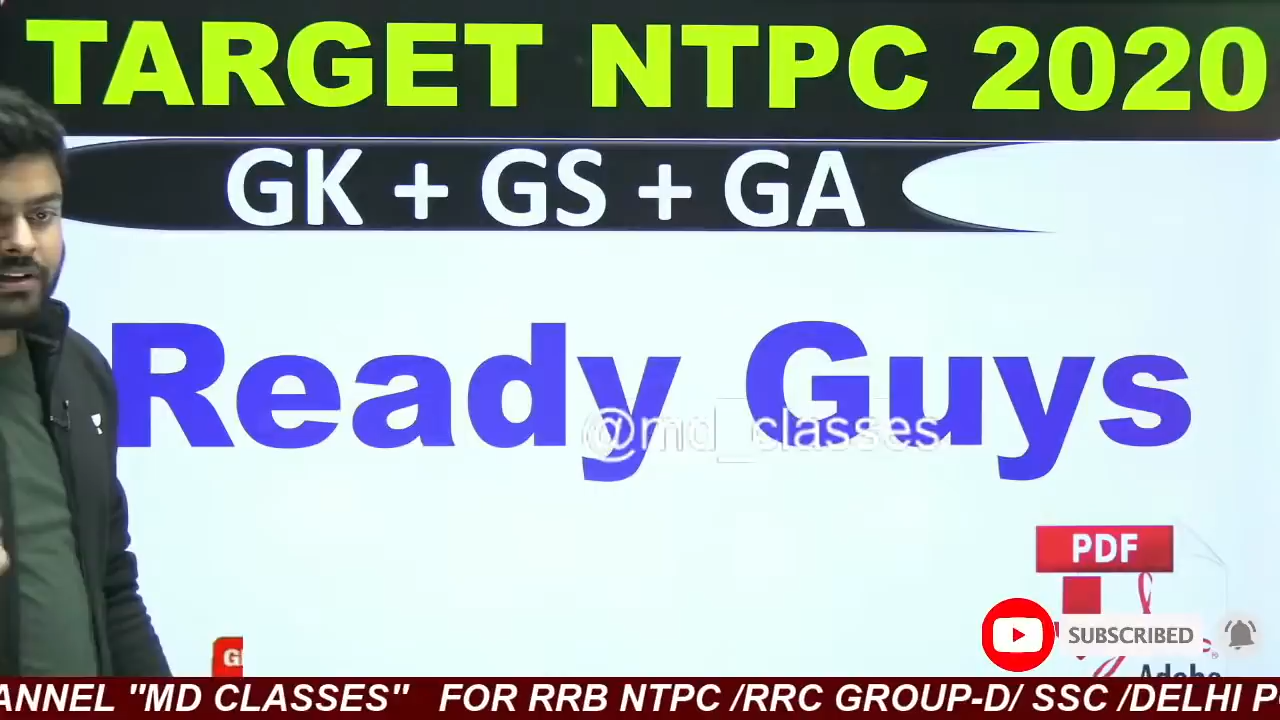 TARGET NTPC 2020
GK + GS + GA
Ready Guys
@md_classes
PDF
SUBSCRIBED
Adobe
ANNEL "MD CLASSES" FOR RRB NTPC /RRC GROUP-D/ SSC /DELHI P